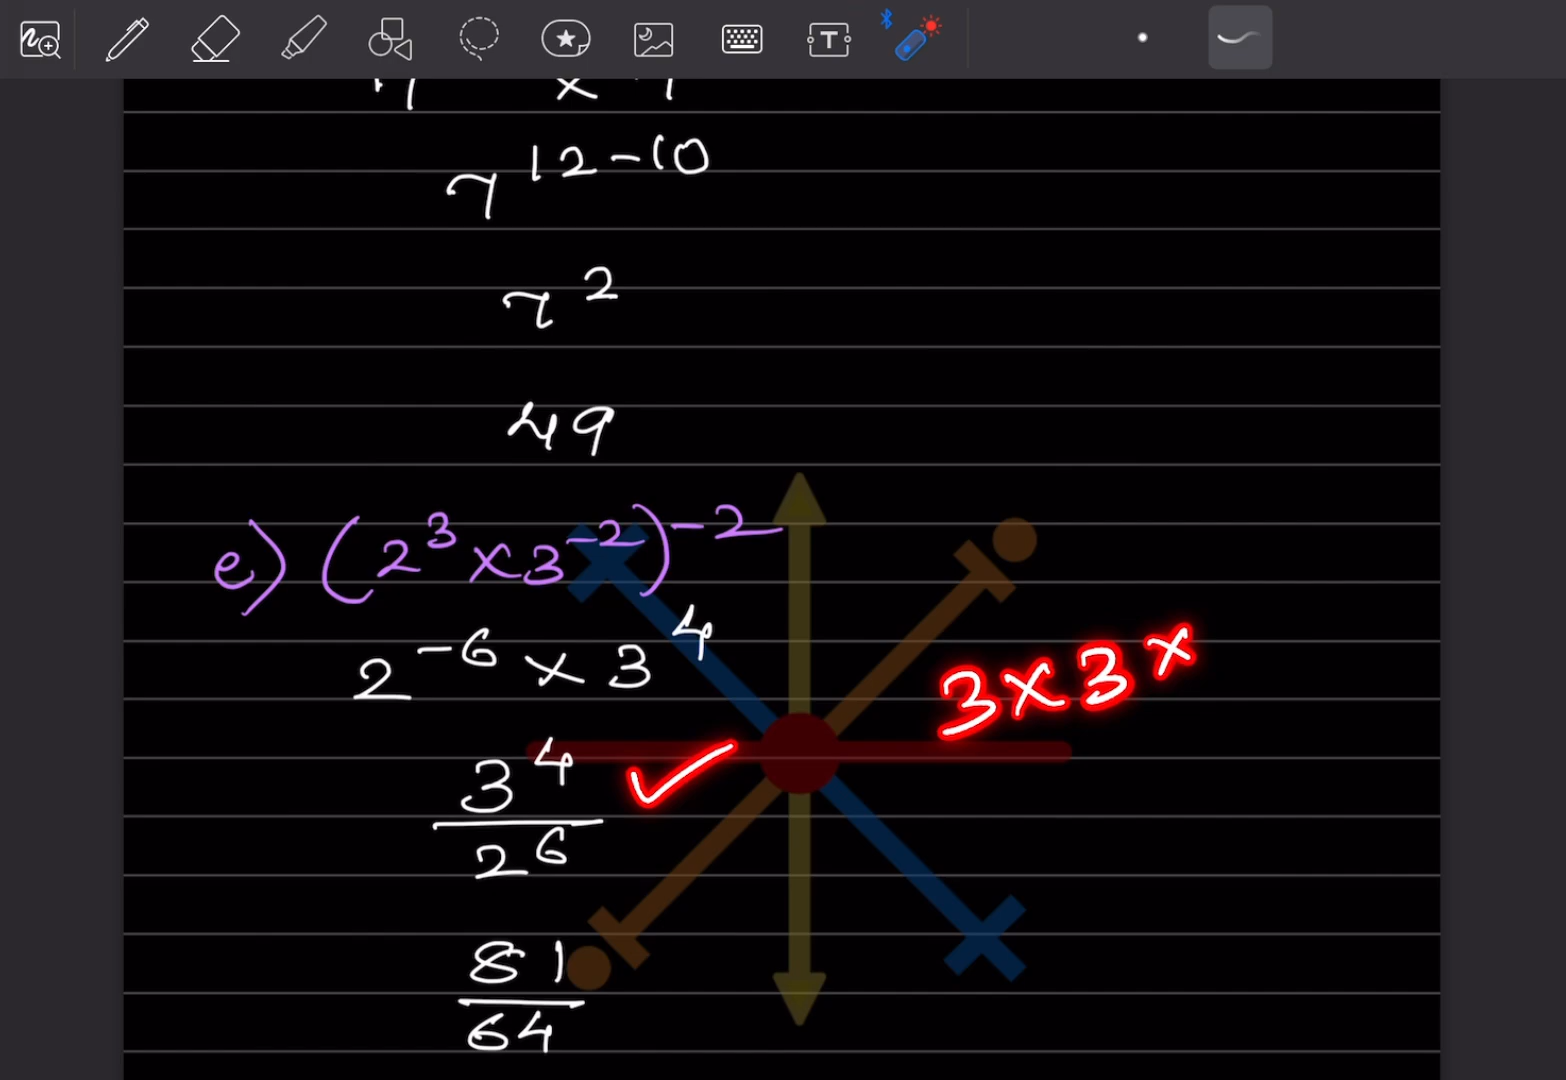 7^{12-10}
7^2
49
e) (2^3 × 3^{-2})^{-2}
2^{-6} × 3^4
3 × 3 ×
3^4 / 2^6 ✓
81 / 64